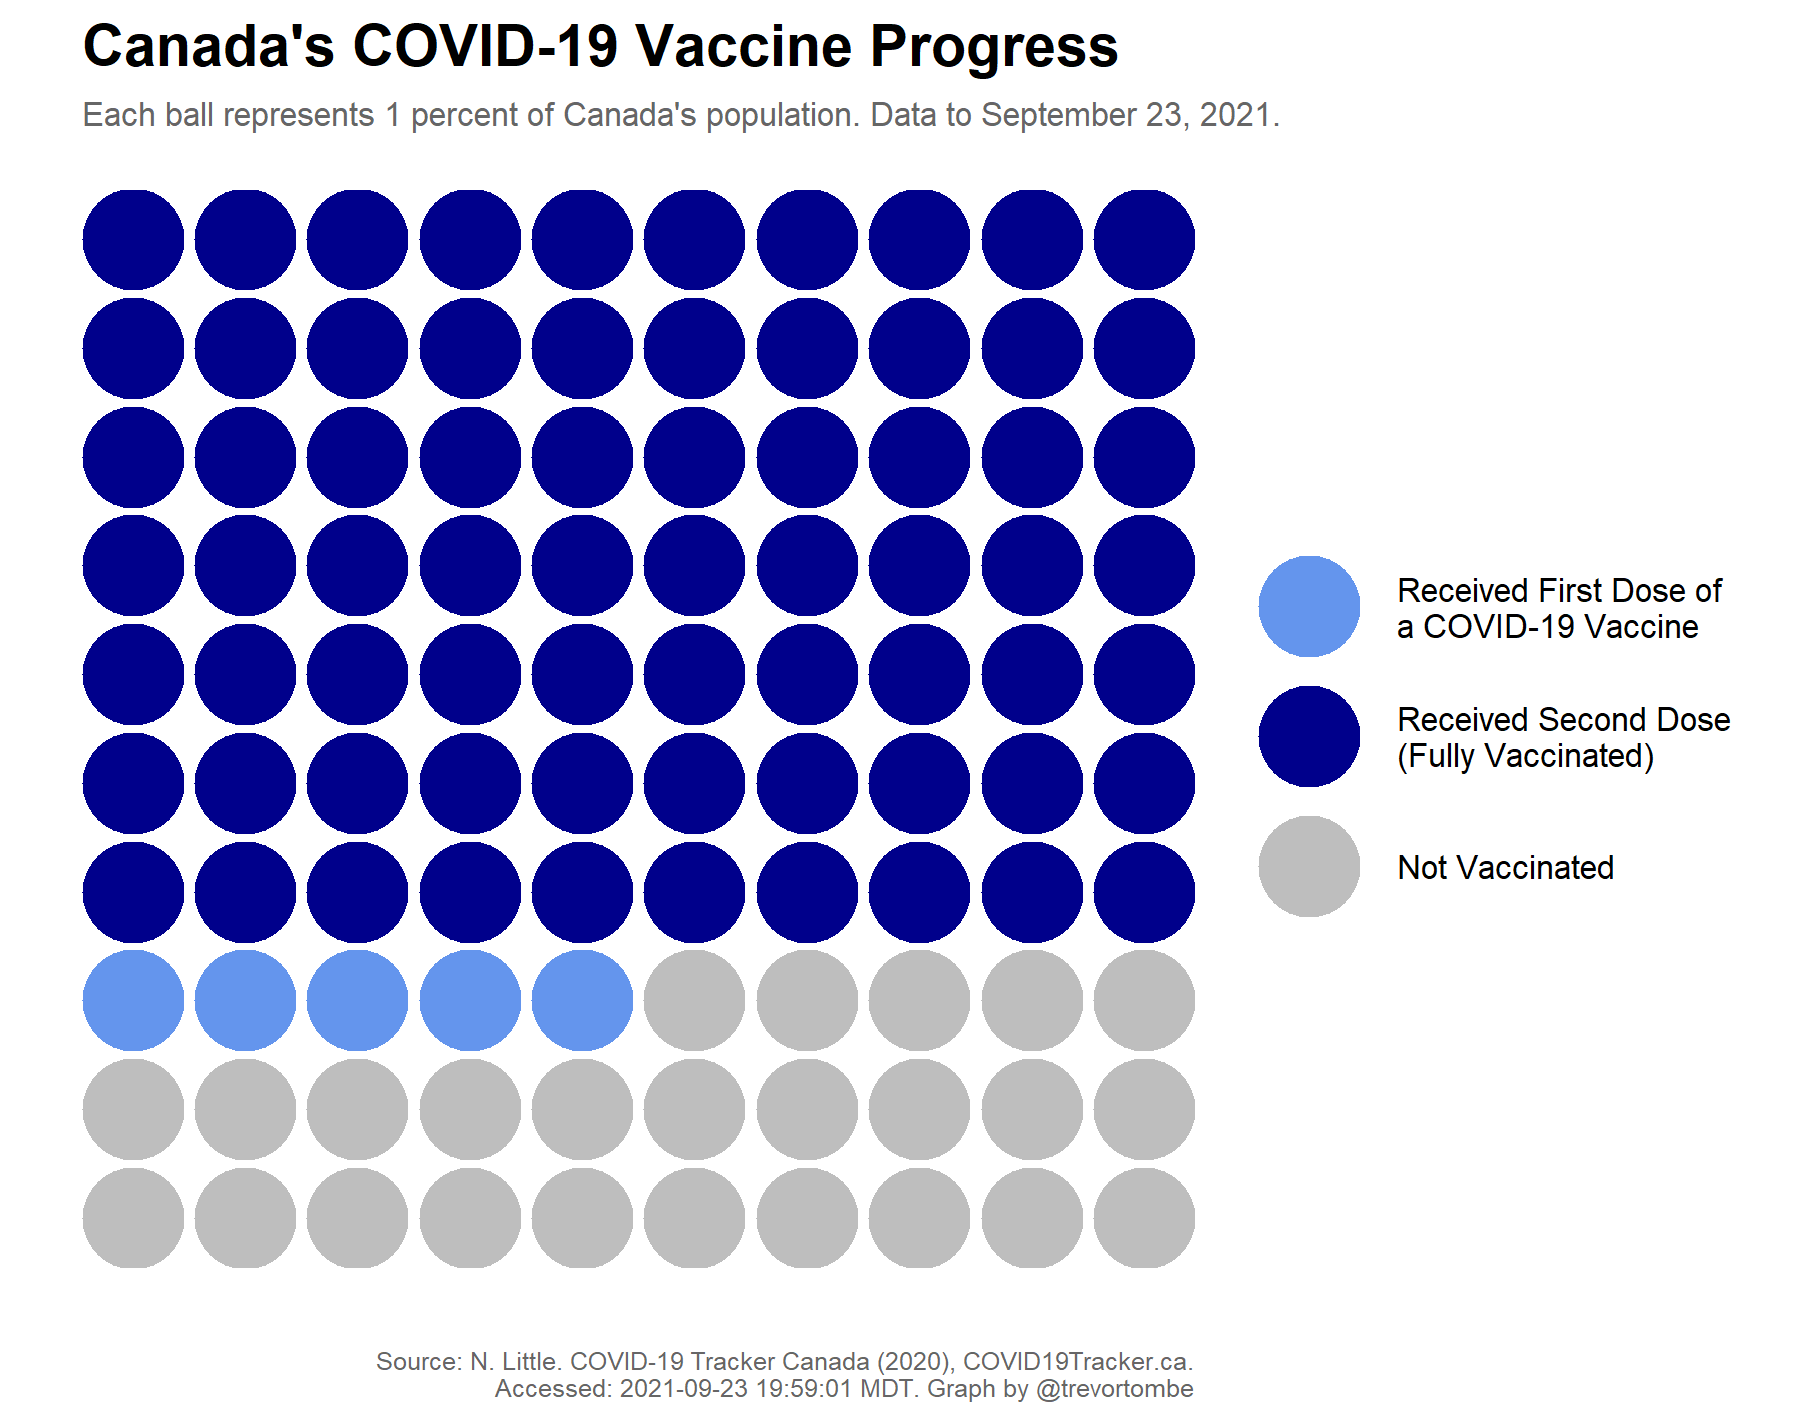 Canada's COVID-19 Vaccine Progress
Each ball represents 1 percent of Canada's population. Data to September 23, 2021.
Received First Dose of
a COVID-19 Vaccine
Received Second Dose
(Fully Vaccinated)
Not Vaccinated
Source: N. Little. COVID-19 Tracker Canada (2020), COVID19Tracker.ca.
Accessed: 2021-09-23 19:59:01 MDT. Graph by @trevortombe